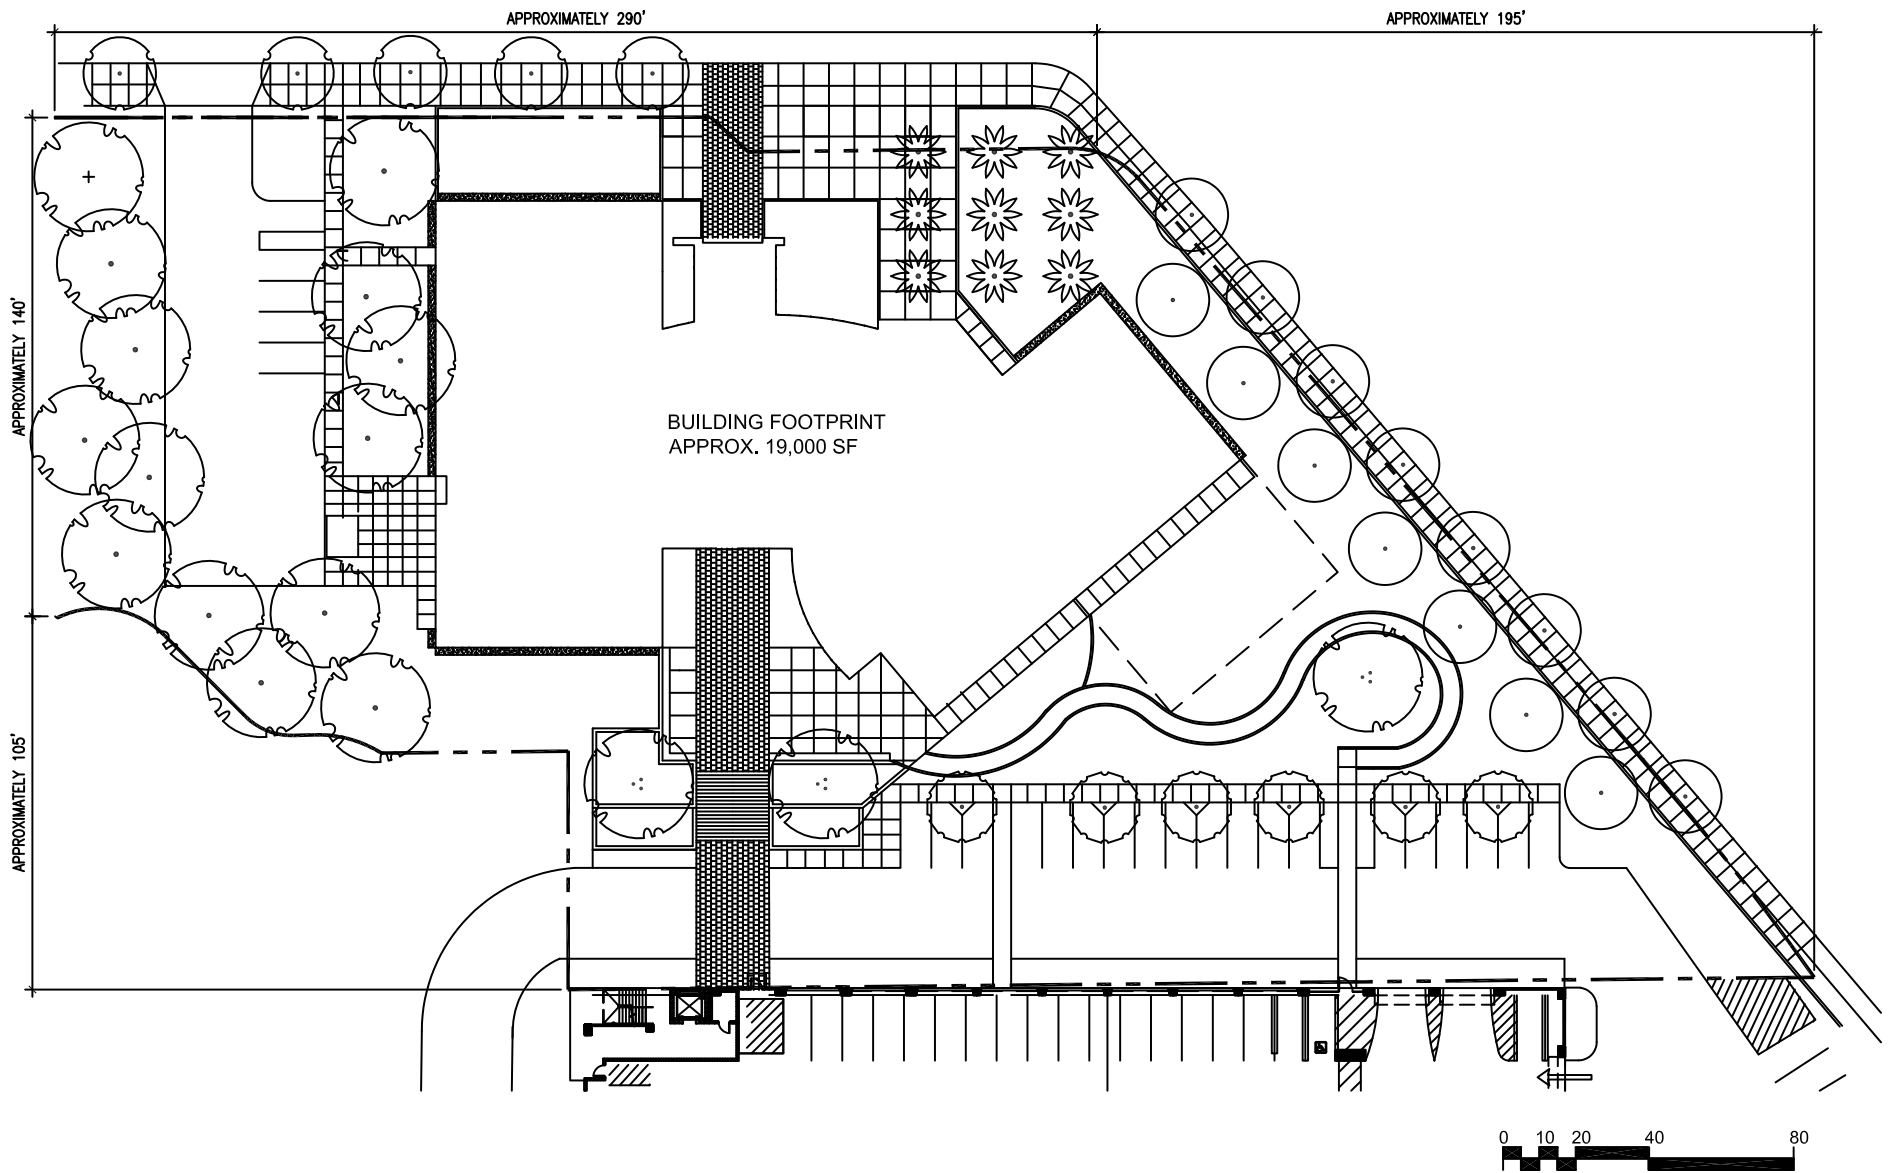 APPROXIMATELY 290'
APPROXIMATELY 195'
APPROXIMATELY 140'
BUILDING FOOTPRINT
APPROX. 19,000 SF
APPROXIMATELY 105'
0 10 20 40 80